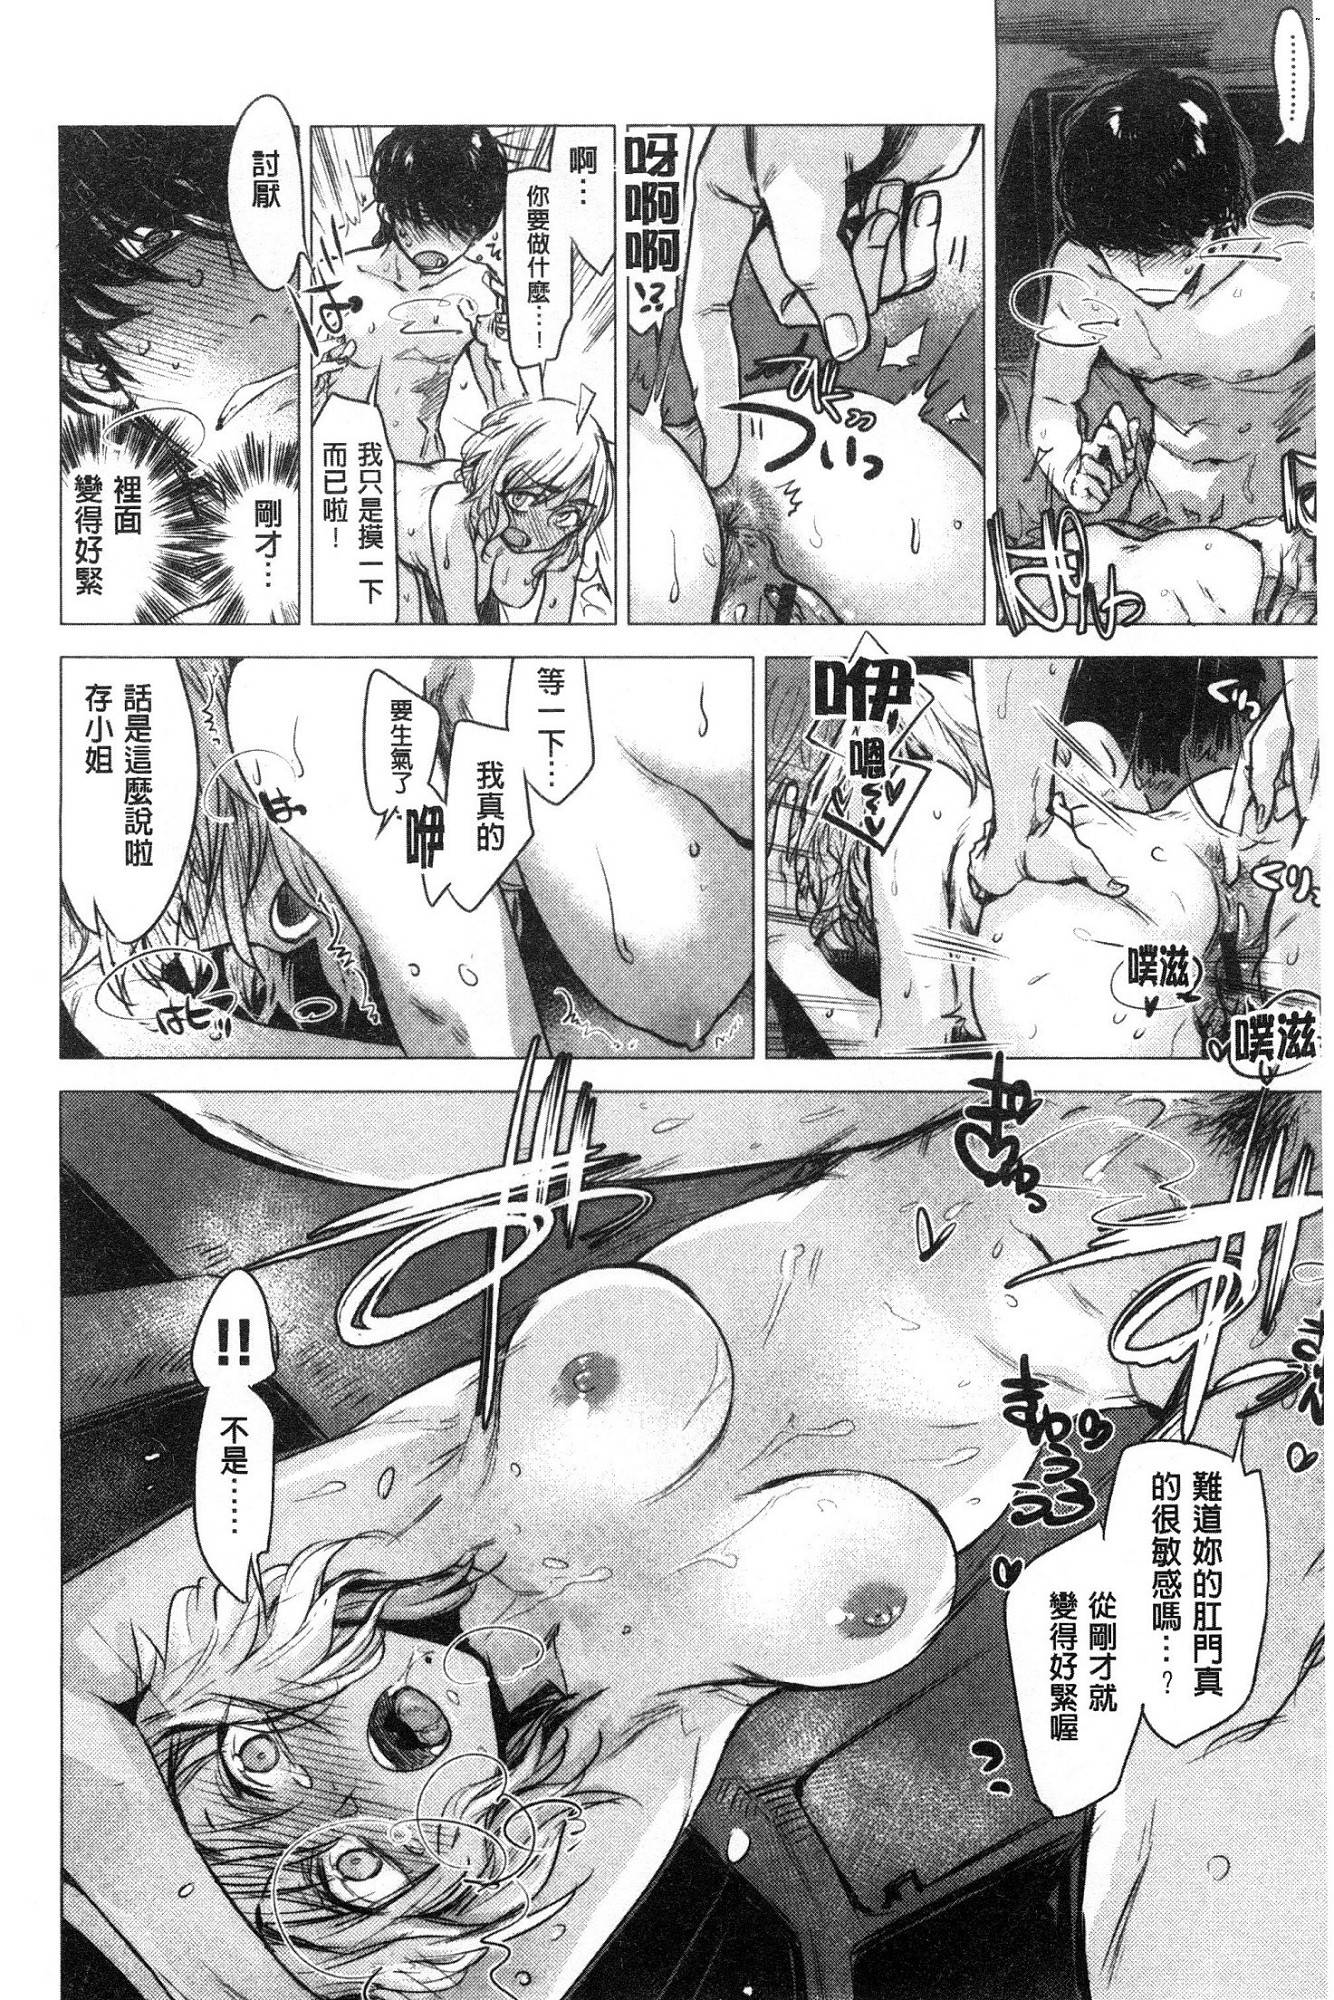 ………
呀啊啊
!?
啊…
你要做什麼…！
我只是摸一下
而已啦！
討厭
剛才…
裡面
變得好緊
咿
嗯
噗滋
噗滋
等一下…
我真的
要生氣了
咿
話是這麼說啦
存小姐
難道妳的肛門真
的很敏感嗎…？
從剛才就
變得好緊喔
!!
不是……